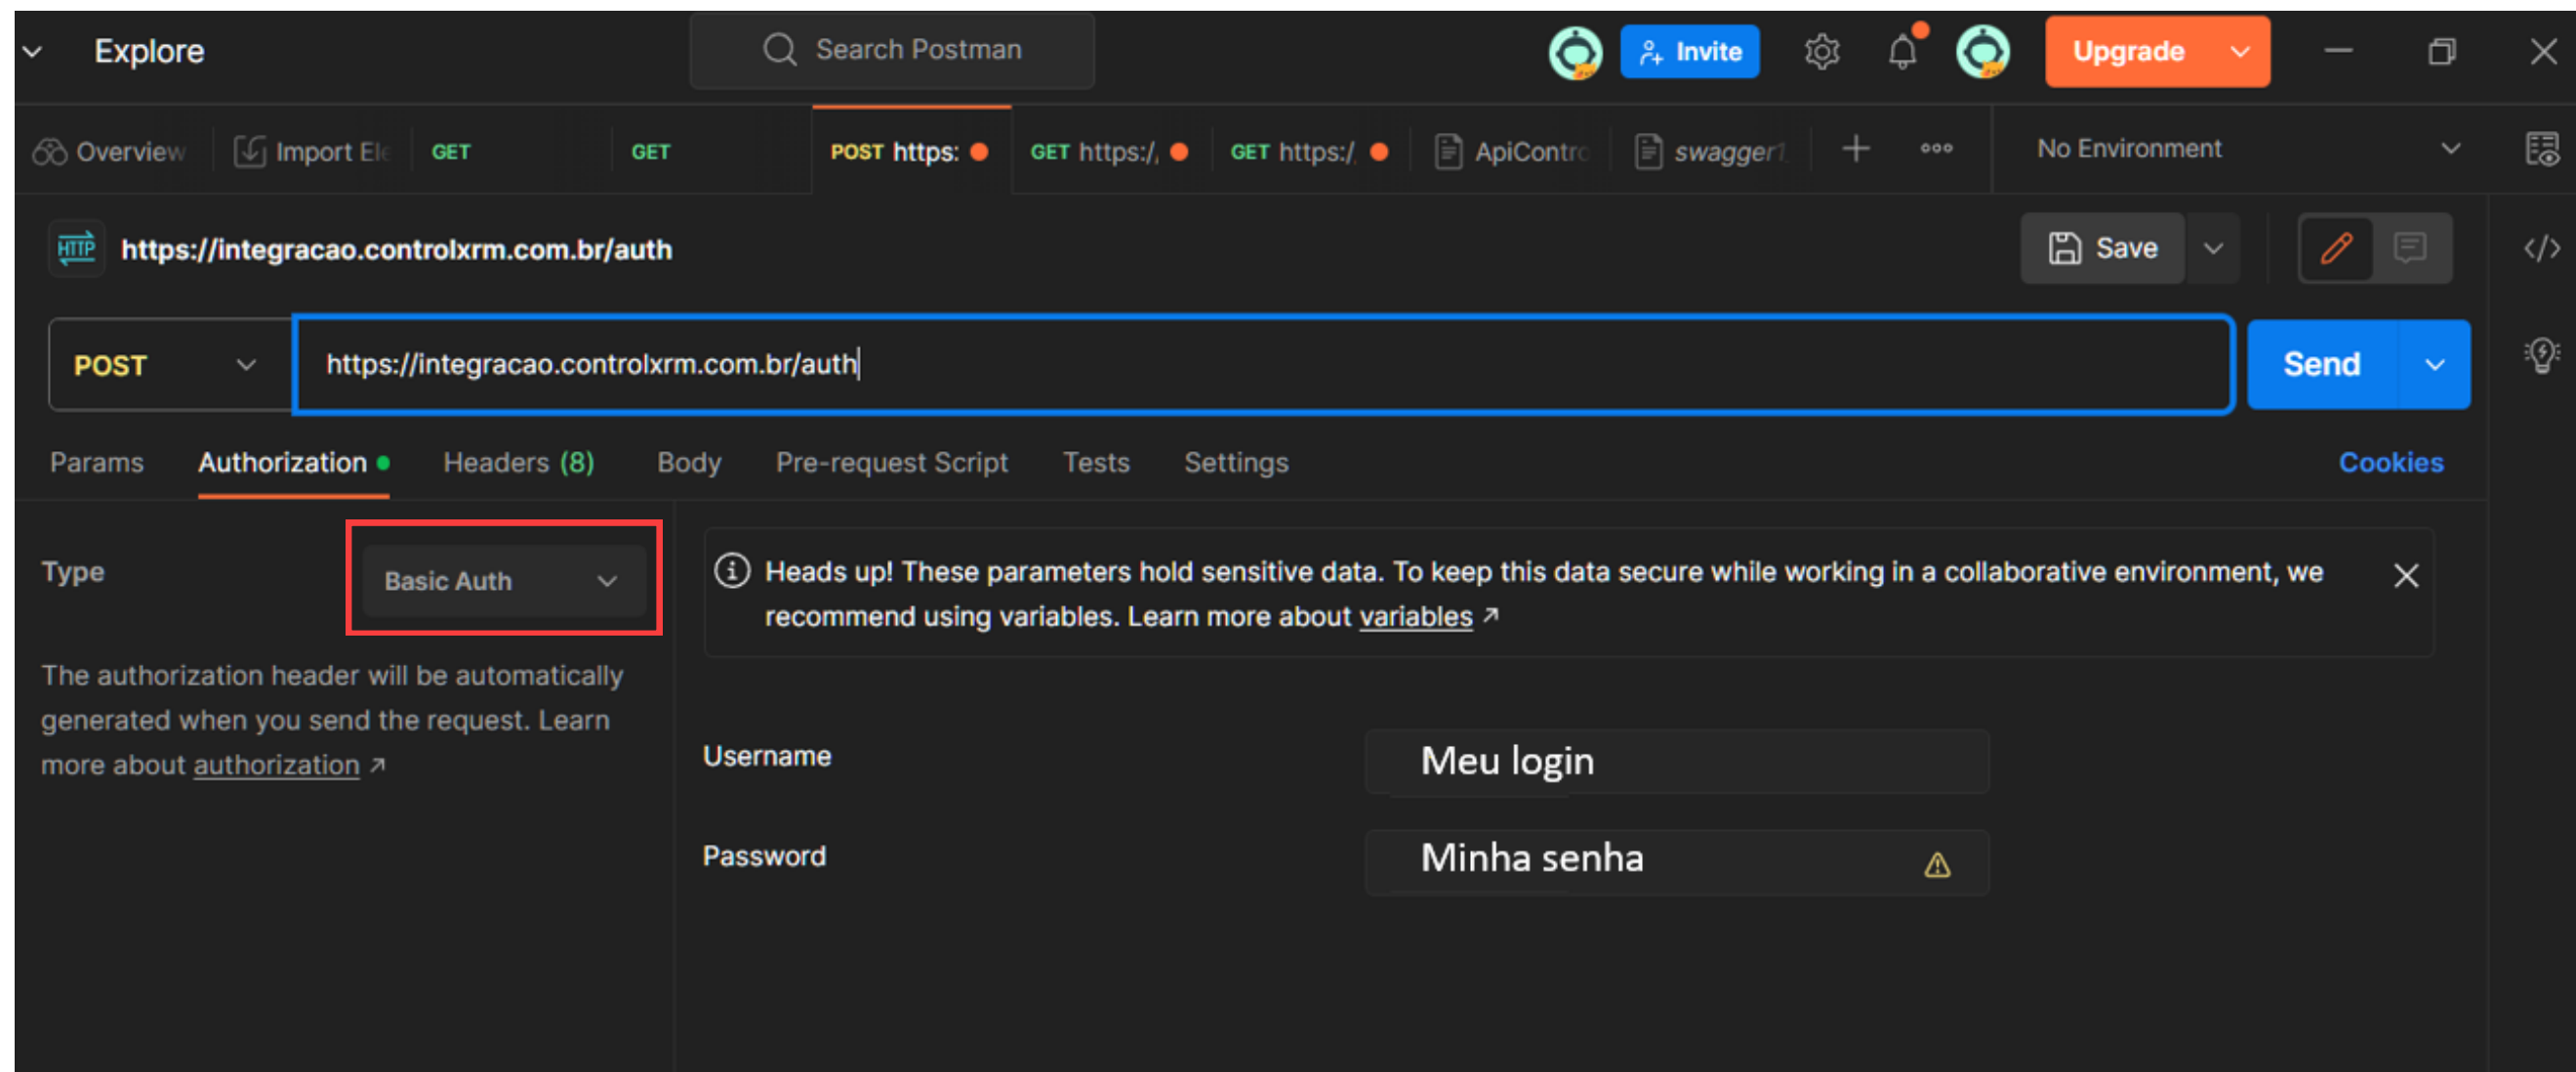 Explore
Search Postman
Invite
Upgrade
Overview
Import Ele
GET
GET
POST https:
GET https:/
GET https:/
ApiContro
swagger1
No Environment
HTTP
https://integracao.controlxrm.com.br/auth
Save
POST
https://integracao.controlxrm.com.br/auth
Send
Params Authorization Headers (8) Body Pre-request Script Tests Settings Cookies
Type
Basic Auth
The authorization header will be automatically
generated when you send the request. Learn
more about authorization
Heads up! These parameters hold sensitive data. To keep this data secure while working in a collaborative environment, we
recommend using variables. Learn more about variables
Username
Meu login
Password
Minha senha